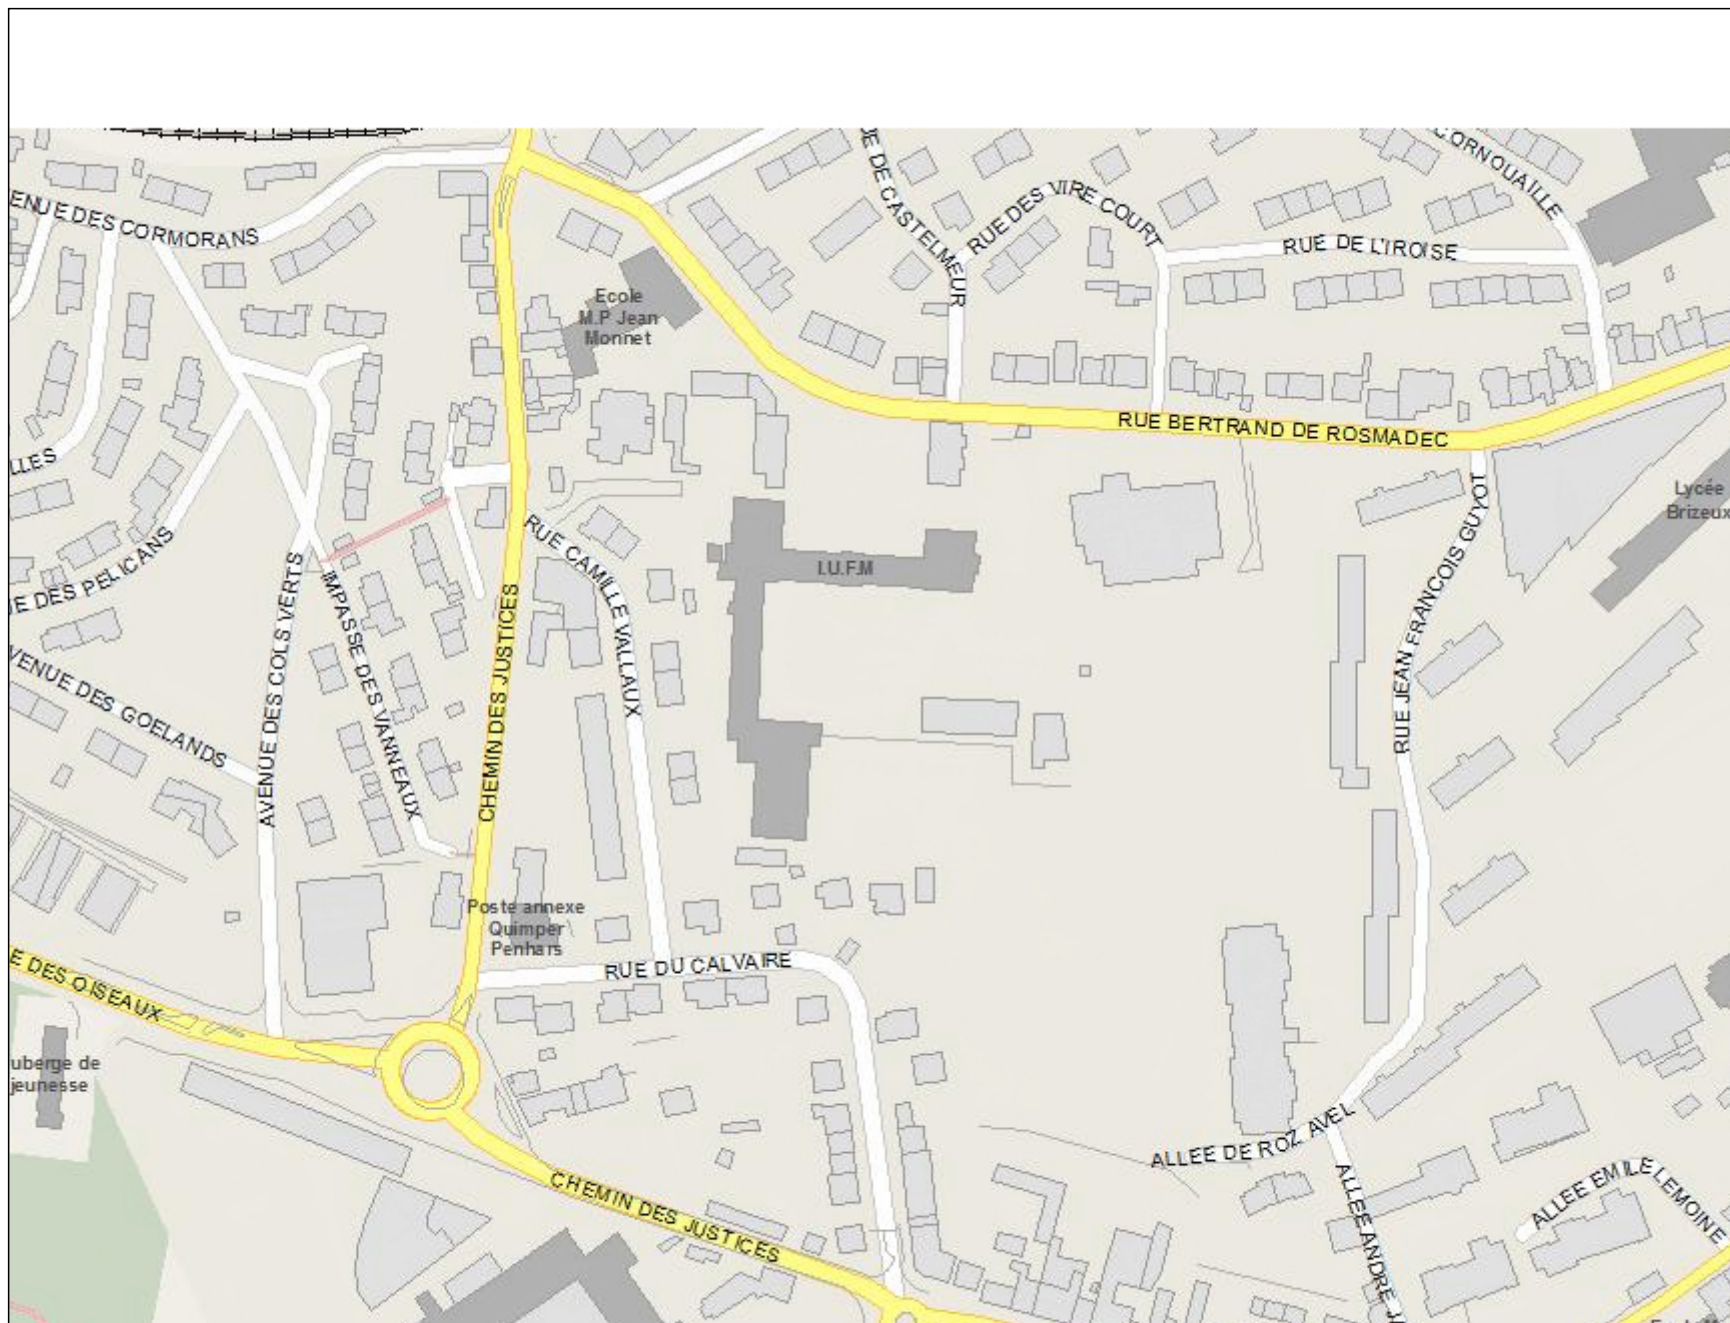 CORNOUAILLE
RUE DES VIRE COURT
DE CASTELMEUR
DES CORMORANS
RUE DE L'IROISE
Ecole
M.P Jean
Monnet
RUE BERTRAND DE ROSMADEC
Lycée
Brizeux
RUE CAMILLE VALLAUX
I.U.F.M
RUE JEAN FRANCOIS GUYOT
DES PELICANS
AVENUE DES COLS VERTS
IMPASSE DES VANNEAUX
CHEMIN DES JUSTICES
VENUE DES GOELANDS
Poste annexe
Quimper
Penhars
RUE DU CALVAIRE
DES OISEAUX
uberge de
jeunesse
ALLEE DE ROZ AVEL
CHEMIN DES JUSTICES
ALLEE ANDRE
ALLEE EMILE LEMOINE